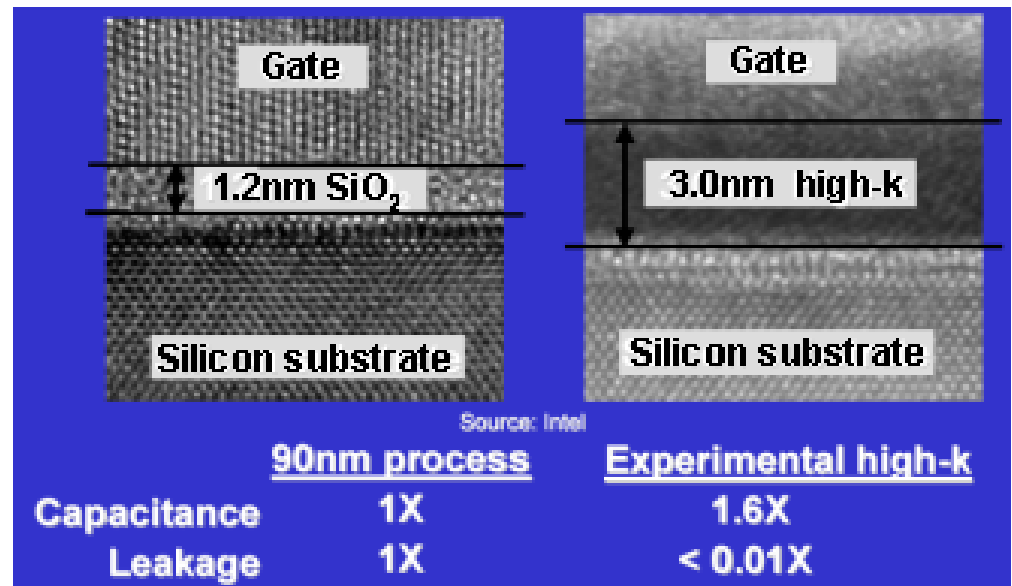 Gate
Gate
1.2nm SiO₂
3.0nm high-k
Silicon substrate
Silicon substrate
Source: Intel
90nm process Experimental high-k
Capacitance 1X 1.6X
Leakage 1X < 0.01X